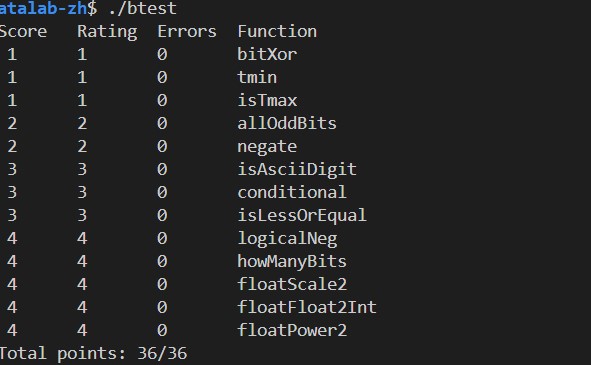 atalab-zh$ ./btest
Score Rating Errors Function
1 1 0 bitXor
1 1 0 tmin
1 1 0 isTmax
2 2 0 allOddBits
2 2 0 negate
3 3 0 isAsciiDigit
3 3 0 conditional
3 3 0 isLessOrEqual
4 4 0 logicalNeg
4 4 0 howManyBits
4 4 0 floatScale2
4 4 0 floatFloat2Int
4 4 0 floatPower2
Total points: 36/36